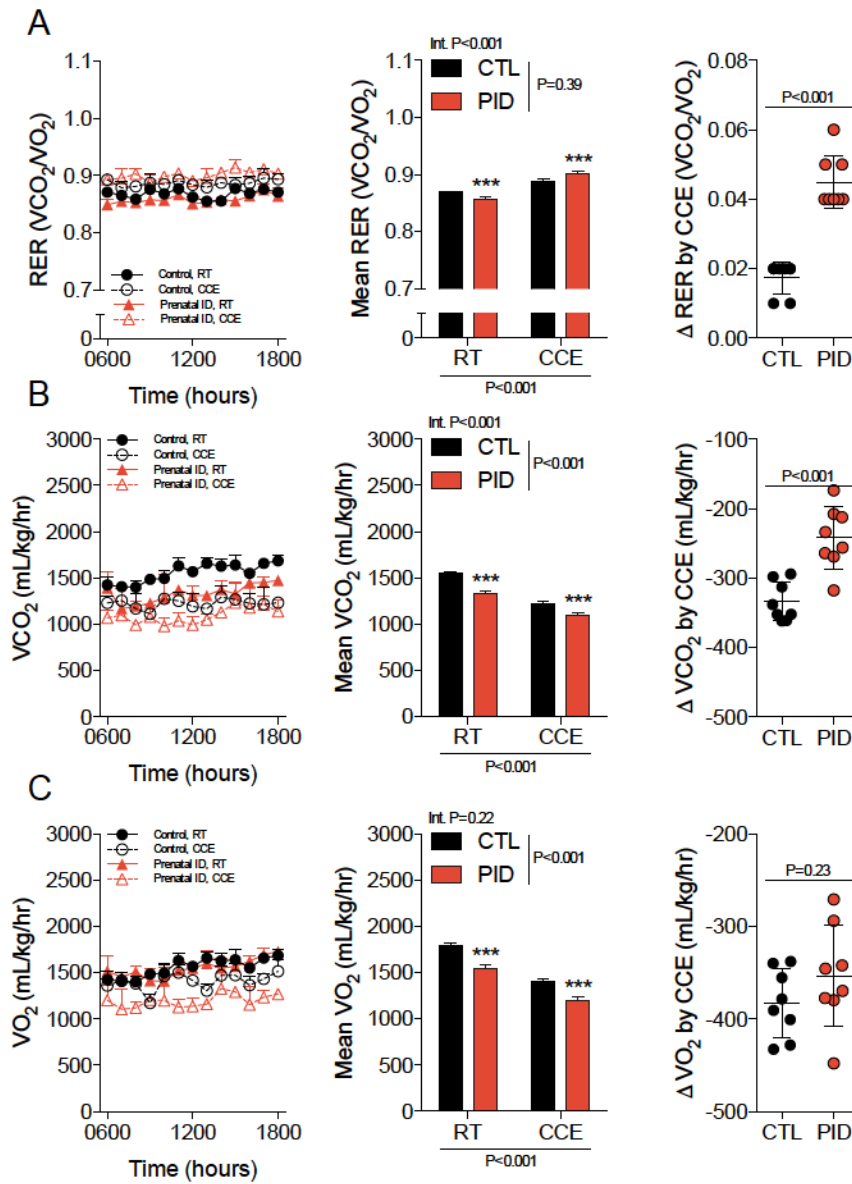 A
1.1
1.0
0.9
0.8
0.7
0
RER (VCO2/VO2)
Control, RT
Control, CCE
Prenatal ID, RT
Prenatal ID, CCE
0600 1200 1800
Time (hours)
Int. P<0.001
CTL
PID
P=0.39
1.1
1.0
0.9
0.8
0.7
0
Mean RER (VCO2/VO2)
***
***
RT CCE
P<0.001
0.08
0.06
0.04
0.02
0.00
Δ RER by CCE (VCO2/VO2)
P<0.001
CTL PID
B
3000
2500
2000
1500
1000
500
0
VCO2 (mL/kg/hr)
Control, RT
Control, CCE
Prenatal ID, RT
Prenatal ID, CCE
0600 1200 1800
Time (hours)
Int. P<0.001
CTL
PID
P<0.001
3000
2500
2000
1500
1000
500
0
Mean VCO2 (mL/kg/hr)
***
***
RT CCE
P<0.001
-100
-200
-300
-400
-500
Δ VCO2 by CCE (mL/kg/hr)
P<0.001
CTL PID
C
3000
2500
2000
1500
1000
500
0
VO2 (mL/kg/hr)
Control, RT
Control, CCE
Prenatal ID, RT
Prenatal ID, CCE
0600 1200 1800
Time (hours)
Int. P=0.22
CTL
PID
P<0.001
3000
2500
2000
1500
1000
500
0
Mean VO2 (mL/kg/hr)
***
***
RT CCE
P<0.001
-200
-300
-400
-500
Δ VO2 by CCE (mL/kg/hr)
P=0.23
CTL PID